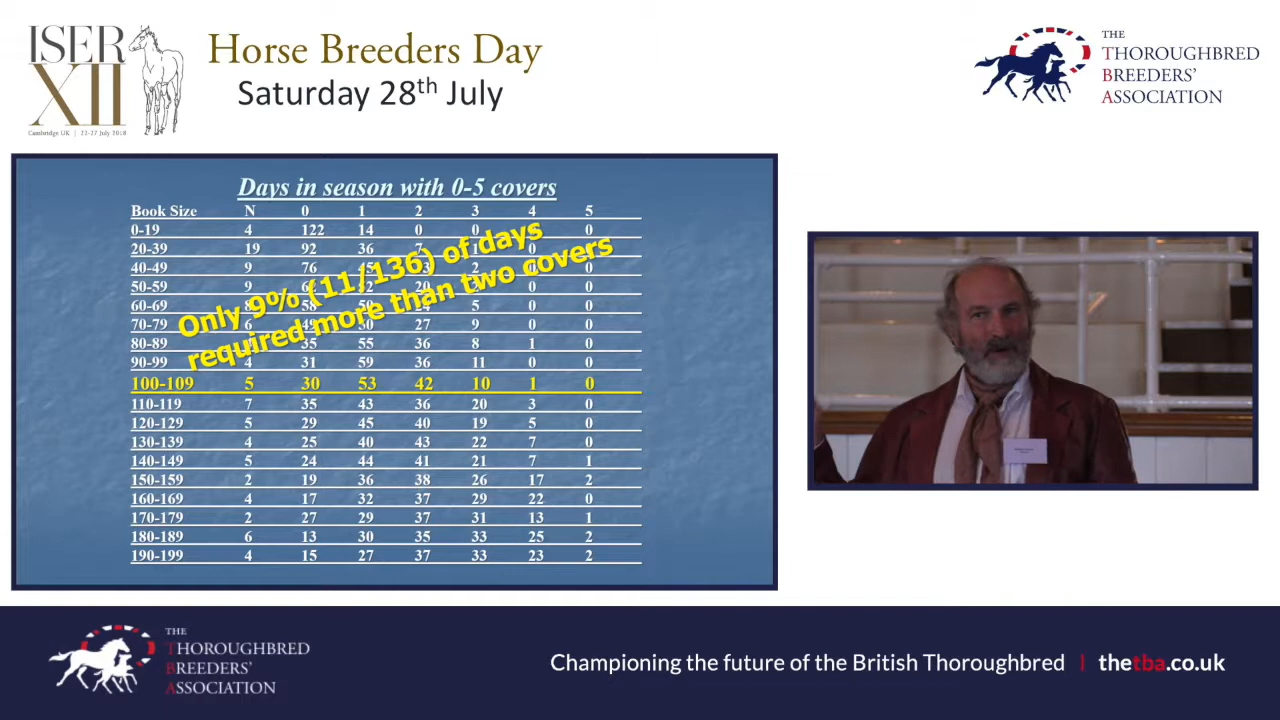 ISER
XII
Cambridge UK | 22-27 July 2018
Horse Breeders Day
Saturday 28th July
THE
THOROUGHBRED
BREEDERS'
ASSOCIATION
Days in season with 0-5 covers
Book Size N 0 1 2 3 4 5
0-19 4 122 14 0 0 0 0
20-39 19 92 36 7 0 0
40-49 9 76 45 2 0
50-59 9 20 0 0
60-69 58 50 24 5 0 0
70-79 6 49 50 27 9 0 0
80-89 35 55 36 8 1 0
90-99 4 31 59 36 11 0 0
100-109 5 30 53 42 10 1 0
110-119 7 35 43 36 20 3 0
120-129 5 29 45 40 19 5 0
130-139 4 25 40 43 22 7 0
140-149 5 24 44 41 21 7 1
150-159 2 19 36 38 26 17 2
160-169 4 17 32 37 29 22 0
170-179 2 27 29 37 31 13 1
180-189 6 13 30 35 33 25 2
190-199 4 15 27 37 33 23 2
Only 9% (11/136) of days
required more than two covers
THE
THOROUGHBRED
BREEDERS'
ASSOCIATION
Championing the future of the British Thoroughbred | thetba.co.uk